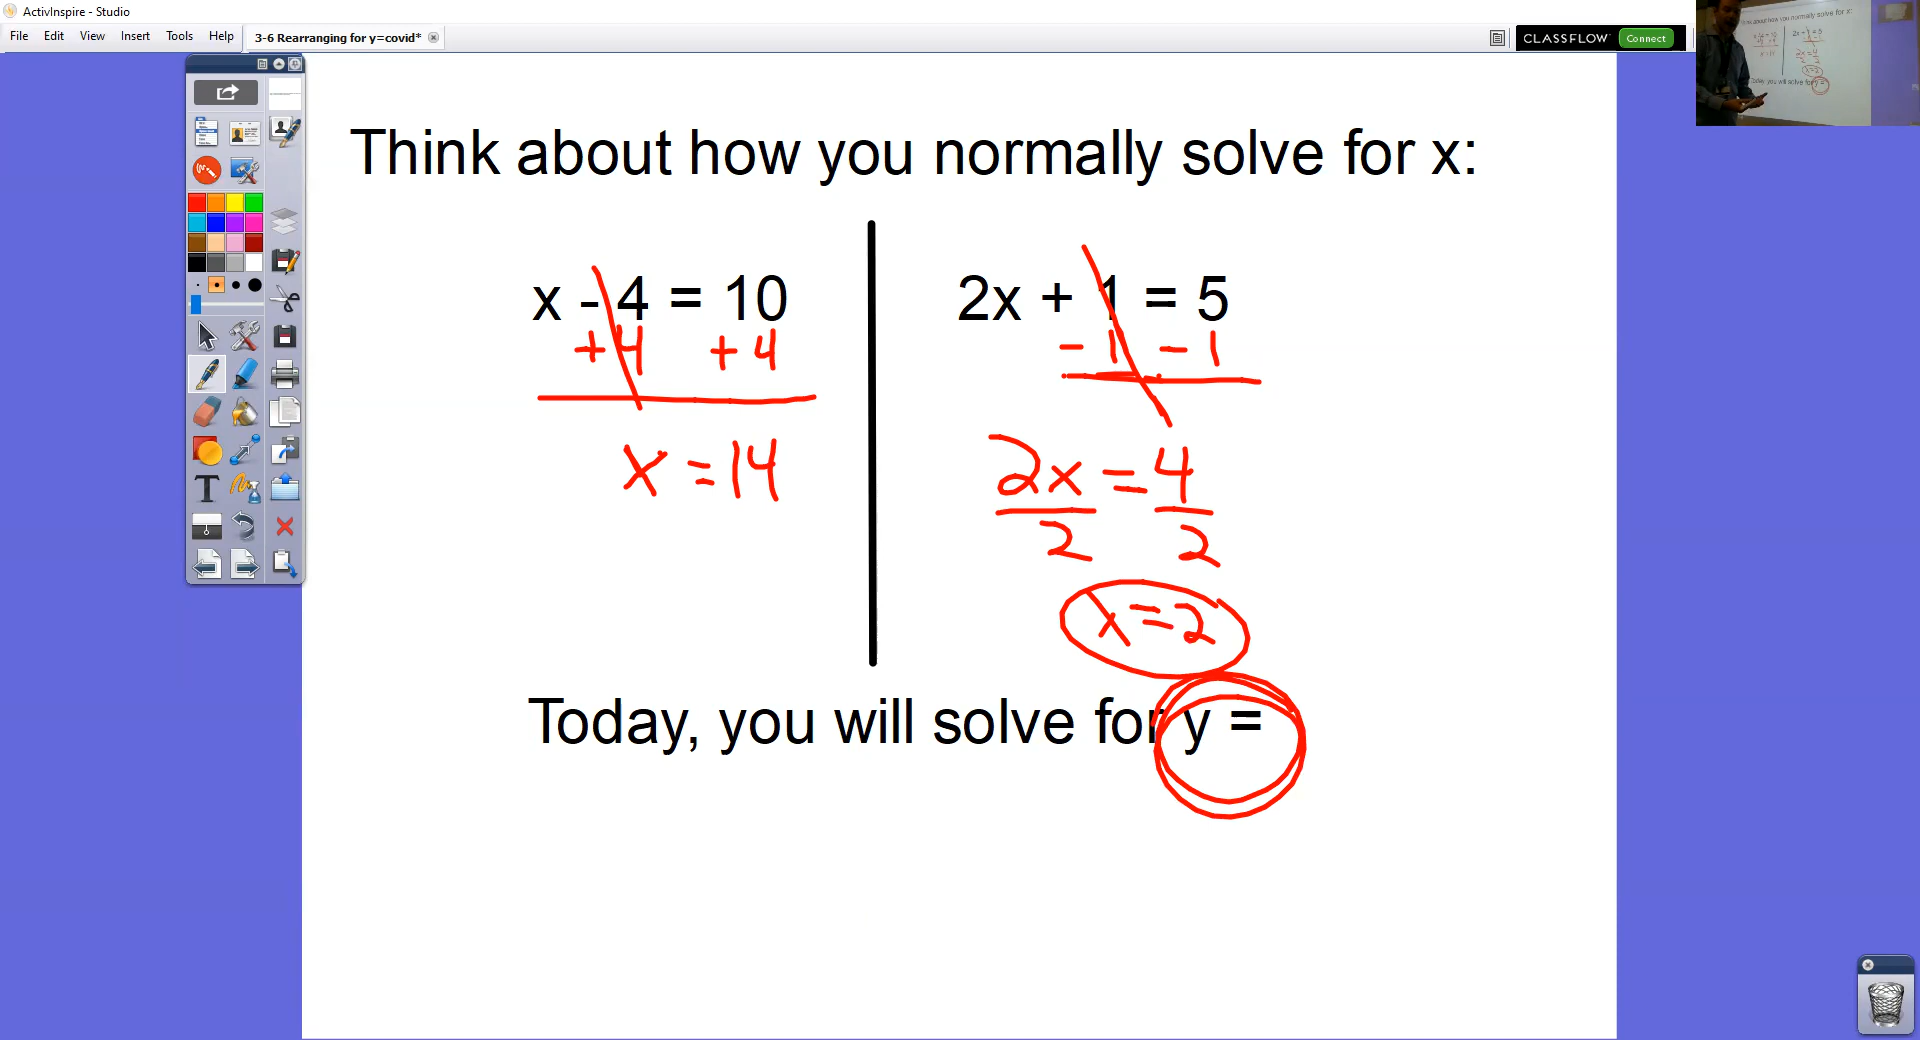 ActivInspire - Studio
File Edit View Insert Tools Help 3-6 Rearranging for y=covid* CLASSFLOW Connect
Think about how you normally solve for x:
x - 4 = 10
+ 4 + 4
x = 14
2x + 1 = 5
- 1 - 1
2x = 4
2 2
x = 2
Today, you will solve for y =